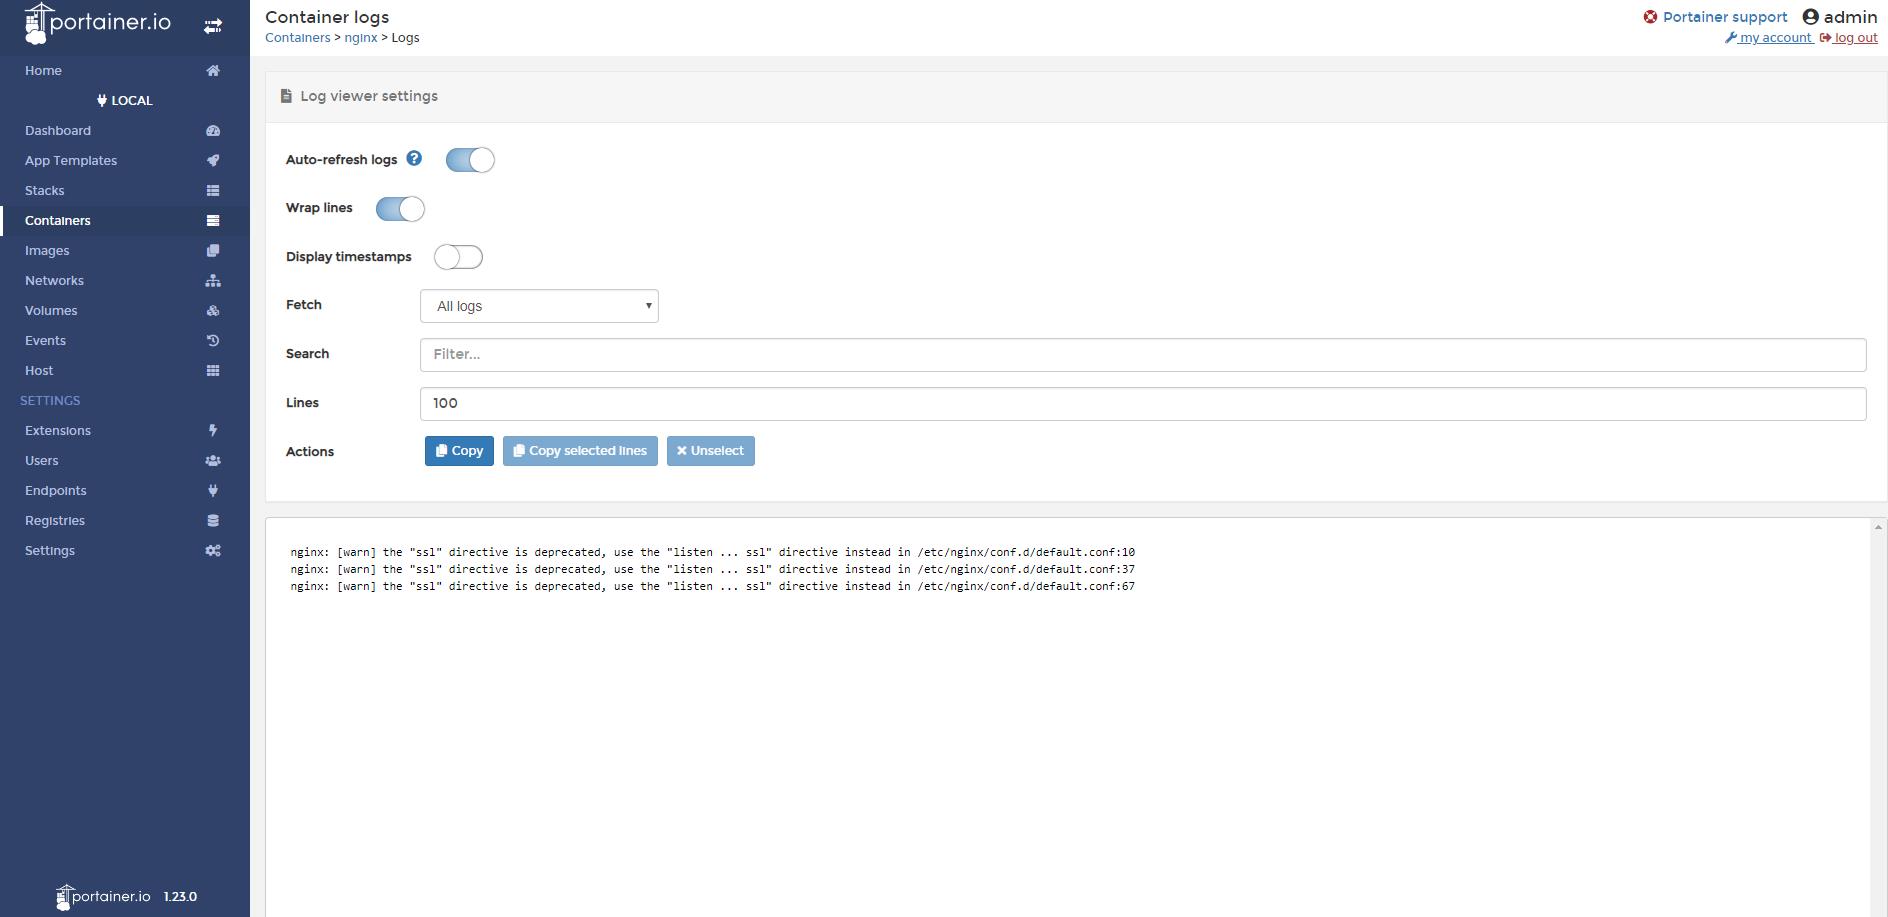 portainer.io
Container logs
Portainer support
admin
Containers > nginx > Logs
my account
log out
Home
LOCAL
Dashboard
App Templates
Stacks
Containers
Images
Networks
Volumes
Events
Host
SETTINGS
Extensions
Users
Endpoints
Registries
Settings
portainer.io 1.23.0
Log viewer settings
Auto-refresh logs ?
Wrap lines
Display timestamps
Fetch All logs
Search Filter...
Lines 100
Actions Copy Copy selected lines Unselect
nginx: [warn] the "ssl" directive is deprecated, use the "listen ... ssl" directive instead in /etc/nginx/conf.d/default.conf:10
nginx: [warn] the "ssl" directive is deprecated, use the "listen ... ssl" directive instead in /etc/nginx/conf.d/default.conf:37
nginx: [warn] the "ssl" directive is deprecated, use the "listen ... ssl" directive instead in /etc/nginx/conf.d/default.conf:67